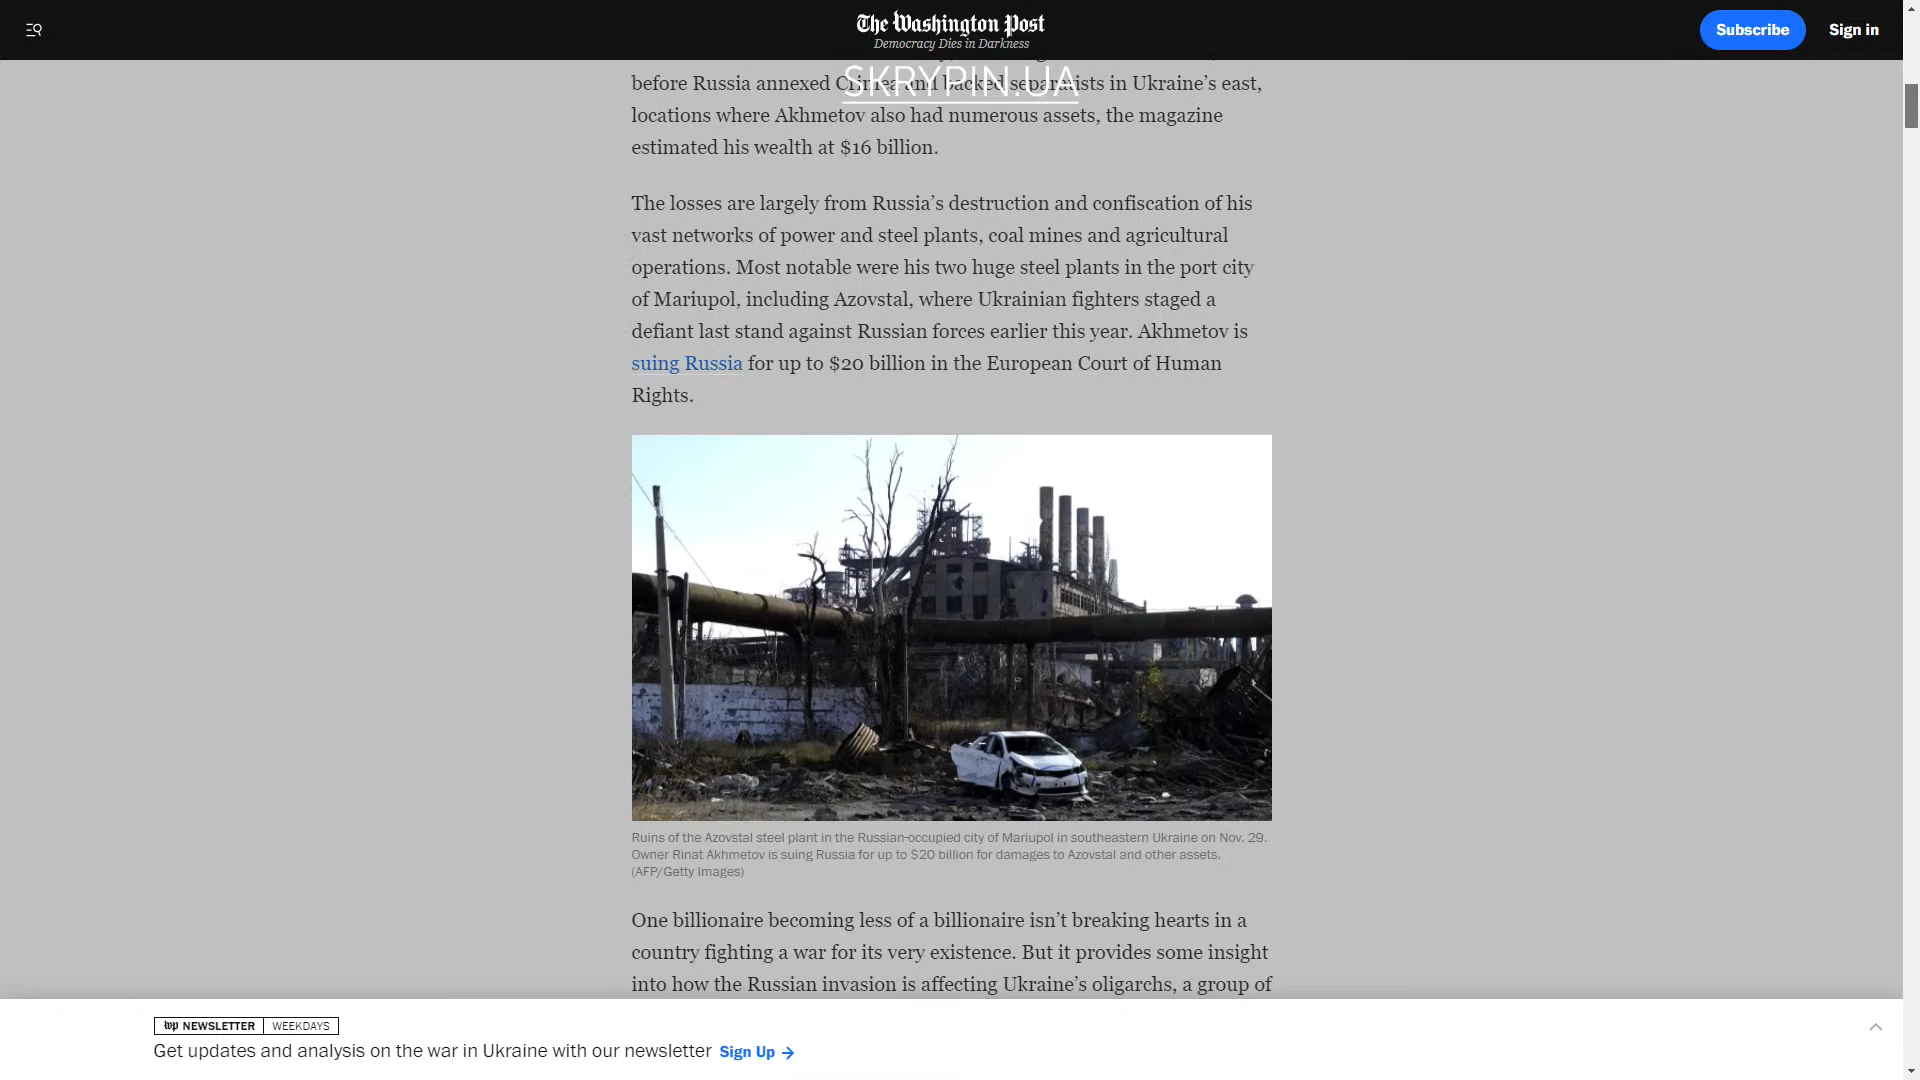 The Washington Post
Democracy Dies in Darkness
Subscribe
Sign in
SKRYPIN.UA
before Russia annexed Crimea and backed separatists in Ukraine’s east,
locations where Akhmetov also had numerous assets, the magazine
estimated his wealth at $16 billion.
The losses are largely from Russia’s destruction and confiscation of his
vast networks of power and steel plants, coal mines and agricultural
operations. Most notable were his two huge steel plants in the port city
of Mariupol, including Azovstal, where Ukrainian fighters staged a
defiant last stand against Russian forces earlier this year. Akhmetov is
suing Russia for up to $20 billion in the European Court of Human
Rights.
Ruins of the Azovstal steel plant in the Russian-occupied city of Mariupol in southeastern Ukraine on Nov. 29.
Owner Rinat Akhmetov is suing Russia for up to $20 billion for damages to Azovstal and other assets.
(AFP/Getty Images)
One billionaire becoming less of a billionaire isn’t breaking hearts in a
country fighting a war for its very existence. But it provides some insight
into how the Russian invasion is affecting Ukraine’s oligarchs, a group of
wp NEWSLETTER WEEKDAYS
Get updates and analysis on the war in Ukraine with our newsletter Sign Up →